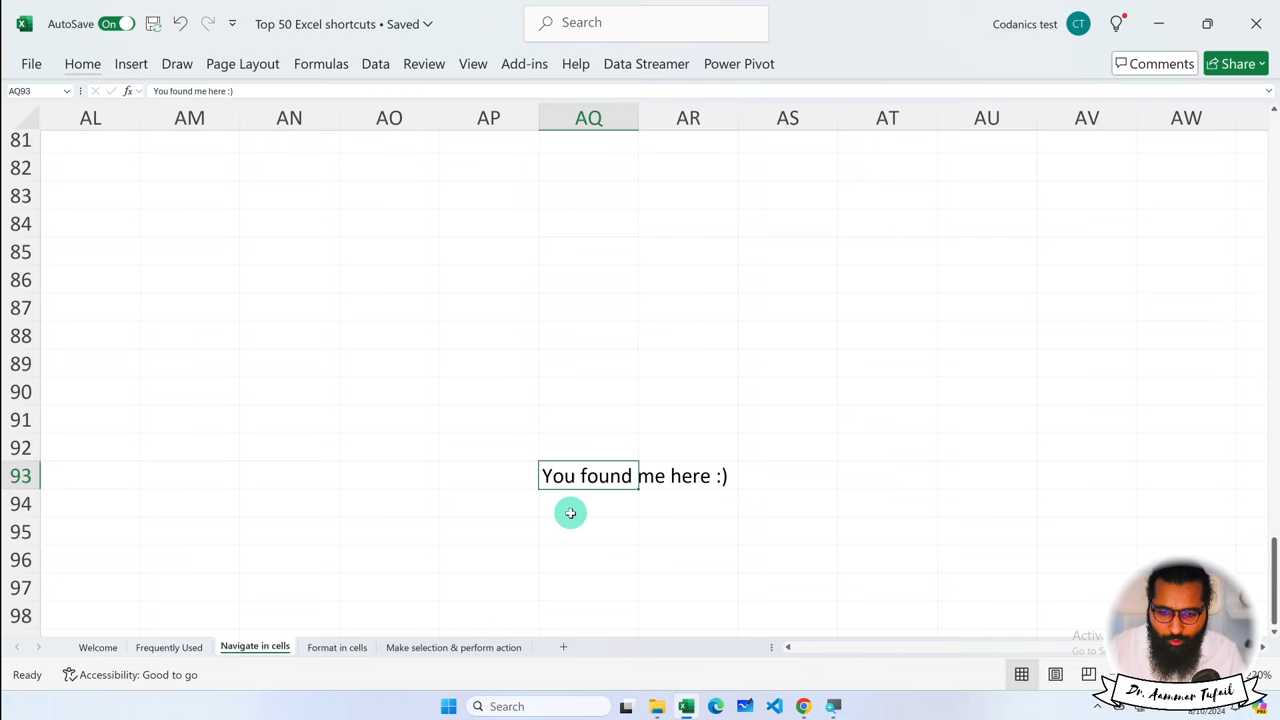 AutoSave On Top 50 Excel shortcuts • Saved Search Codanics test CT
File Home Insert Draw Page Layout Formulas Data Review View Add-ins Help Data Streamer Power Pivot Comments Share
AQ93 fx You found me here :)
AL AM AN AO AP AQ AR AS AT AU AV AW
81
82
83
84
85
86
87
88
89
90
91
92
93 You found me here :)
94
95
96
97
98
Welcome Frequently Used Navigate in cells Format in cells Make selection & perform action
Ready Accessibility: Good to go
Dr. Aammar Tufail
Search